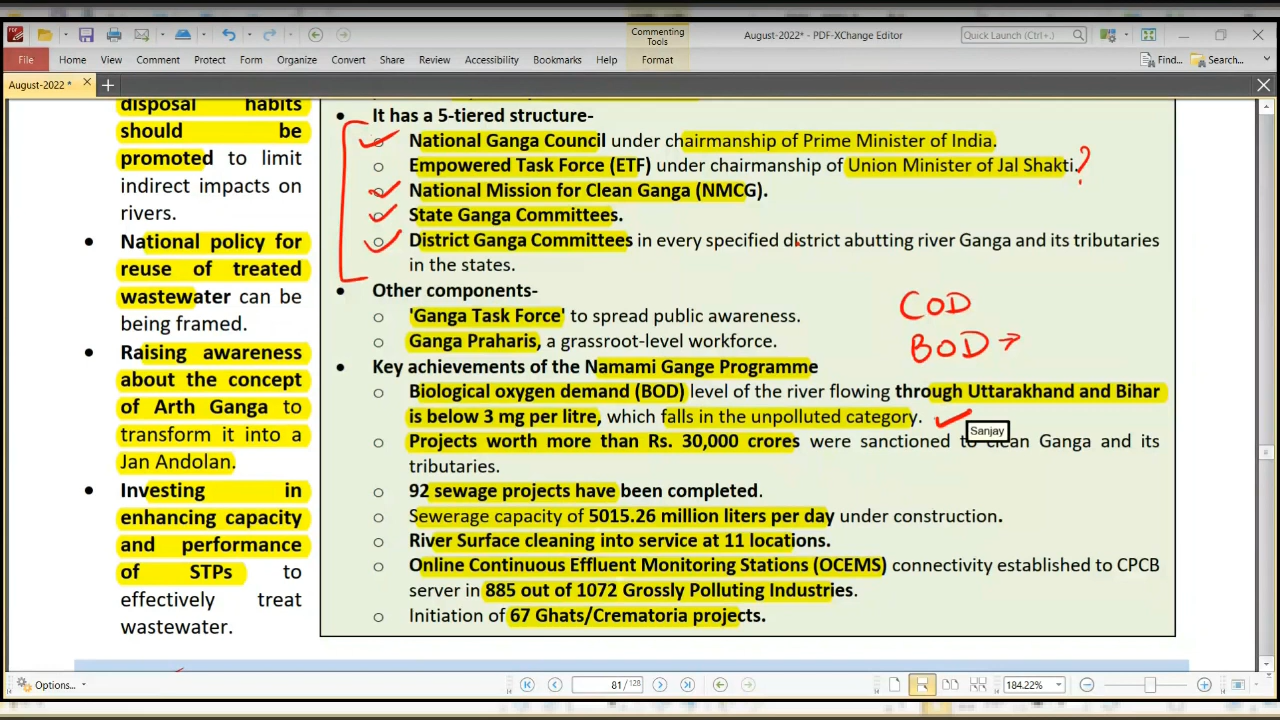 Commenting Tools
August-2022* - PDF-XChange Editor
Quick Launch (Ctrl+.)
File Home View Comment Protect Form Organize Convert Share Review Accessibility Bookmarks Help Format
Find... Search...
August-2022 *
disposal habits
should be
promoted to limit
indirect impacts on
rivers.
National policy for
reuse of treated
wastewater can be
being framed.
Raising awareness
about the concept
of Arth Ganga to
transform it into a
Jan Andolan.
Investing in
enhancing capacity
and performance
of STPs to
effectively treat
wastewater.
It has a 5-tiered structure-
National Ganga Council under chairmanship of Prime Minister of India.
Empowered Task Force (ETF) under chairmanship of Union Minister of Jal Shakti. ?
National Mission for Clean Ganga (NMCG).
State Ganga Committees.
District Ganga Committees in every specified district abutting river Ganga and its tributaries
in the states.
Other components-
COD
'Ganga Task Force' to spread public awareness.
Ganga Praharis, a grassroot-level workforce.
BOD →
Key achievements of the Namami Gange Programme
Biological oxygen demand (BOD) level of the river flowing through Uttarakhand and Bihar
is below 3 mg per litre, which falls in the unpolluted category.
Sanjay
Projects worth more than Rs. 30,000 crores were sanctioned to clean Ganga and its
tributaries.
92 sewage projects have been completed.
Sewerage capacity of 5015.26 million liters per day under construction.
River Surface cleaning into service at 11 locations.
Online Continuous Effluent Monitoring Stations (OCEMS) connectivity established to CPCB
server in 885 out of 1072 Grossly Polluting Industries.
Initiation of 67 Ghats/Crematoria projects.
Options...
81 / 128
184.22%